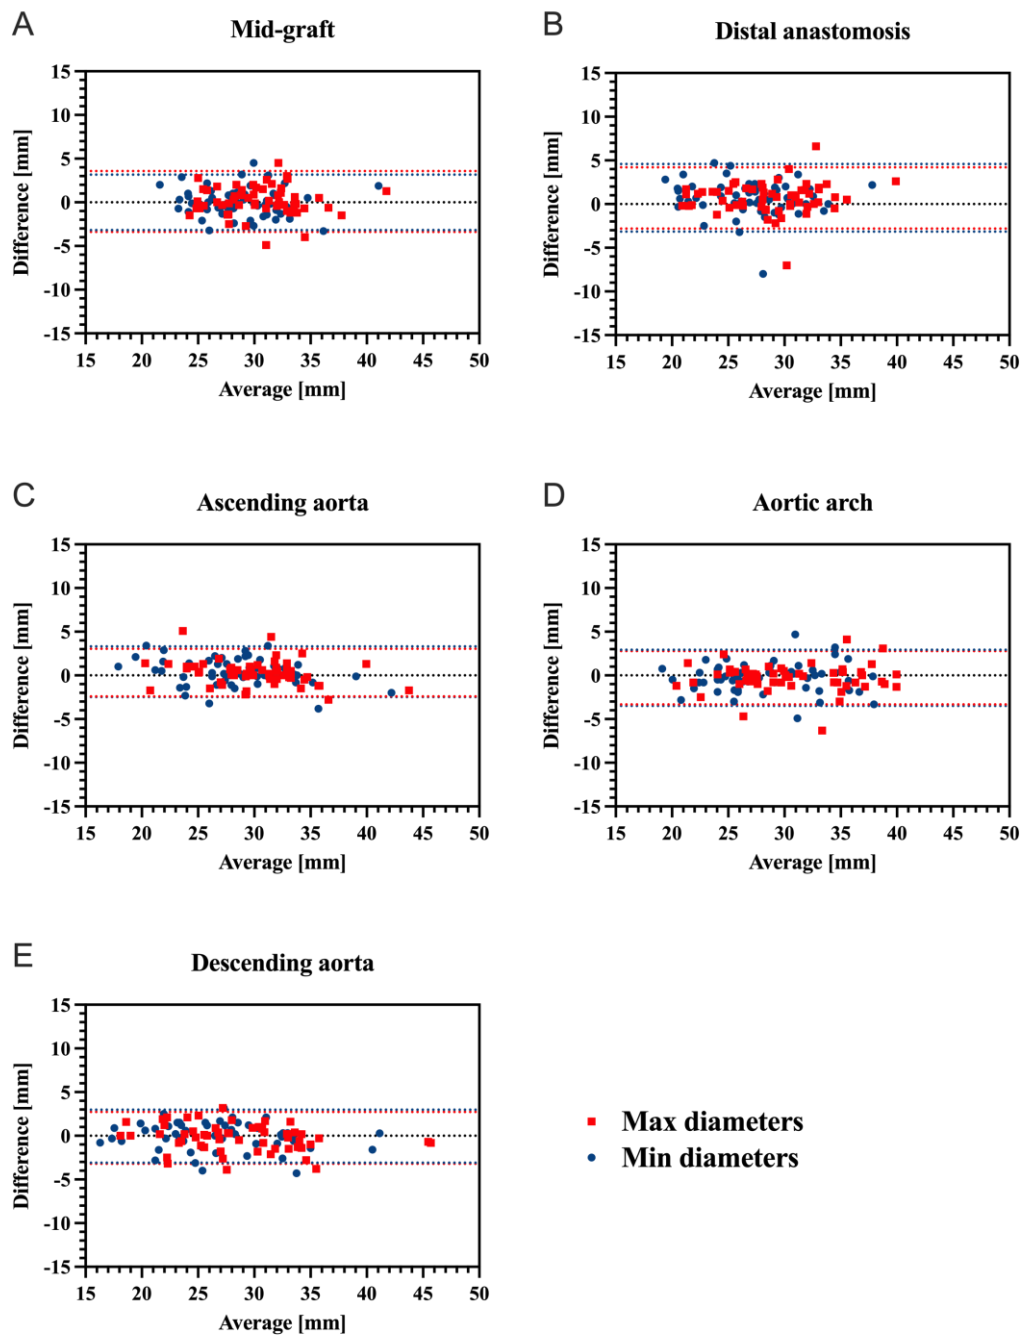 A
Mid-graft
15
10
5
0
-5
-10
-15
Difference [mm]
15 20 25 30 35 40 45 50
Average [mm]
B
Distal anastomosis
15
10
5
0
-5
-10
-15
Difference [mm]
15 20 25 30 35 40 45 50
Average [mm]
C
Ascending aorta
15
10
5
0
-5
-10
-15
Difference [mm]
15 20 25 30 35 40 45 50
Average [mm]
D
Aortic arch
15
10
5
0
-5
-10
-15
Difference [mm]
15 20 25 30 35 40 45 50
Average [mm]
E
Descending aorta
15
10
5
0
-5
-10
-15
Difference [mm]
15 20 25 30 35 40 45 50
Average [mm]
Max diameters
Min diameters